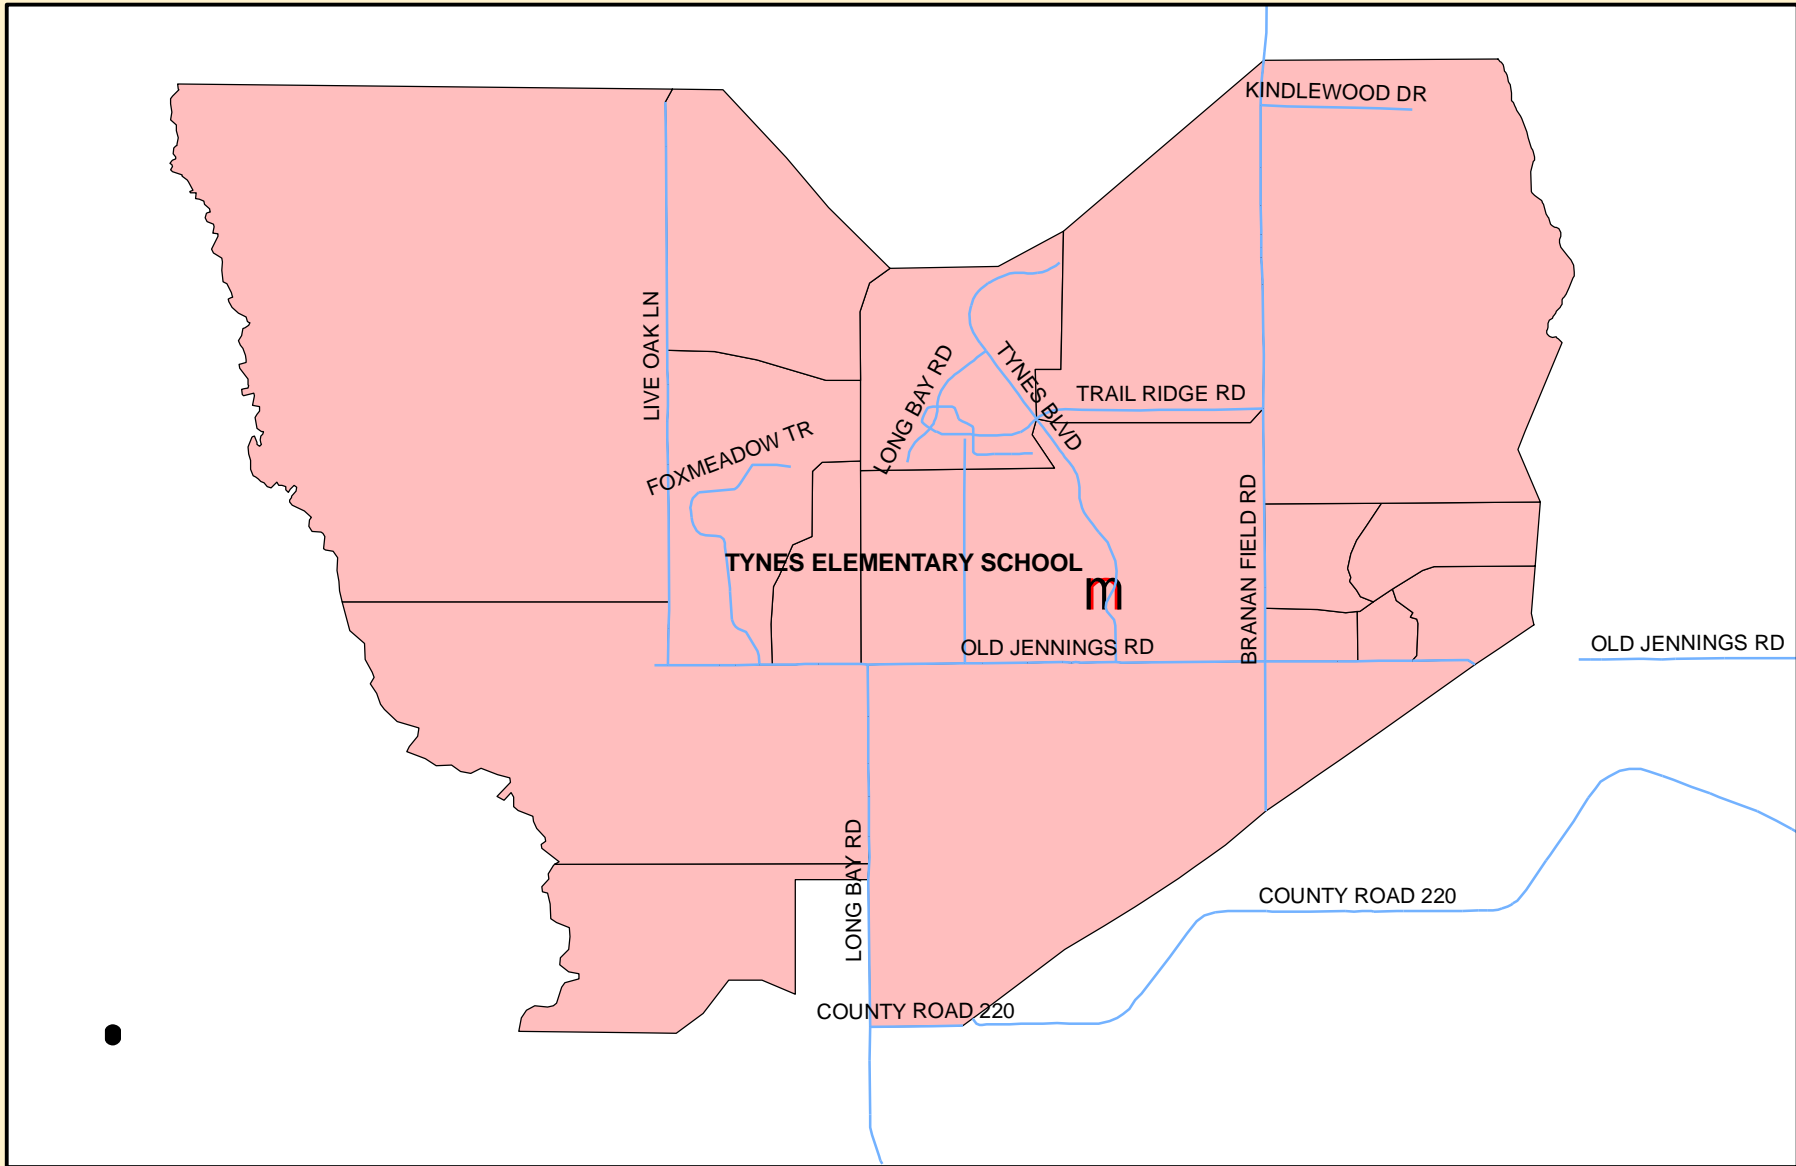 KINDLEWOOD DR
LIVE OAK LN
LONG BAY RD
TYNES BLVD
TRAIL RIDGE RD
FOXMEADOW TR
BRANAN FIELD RD
TYNES ELEMENTARY SCHOOL
m
OLD JENNINGS RD
OLD JENNINGS RD
LONG BAY RD
COUNTY ROAD 220
COUNTY ROAD 220